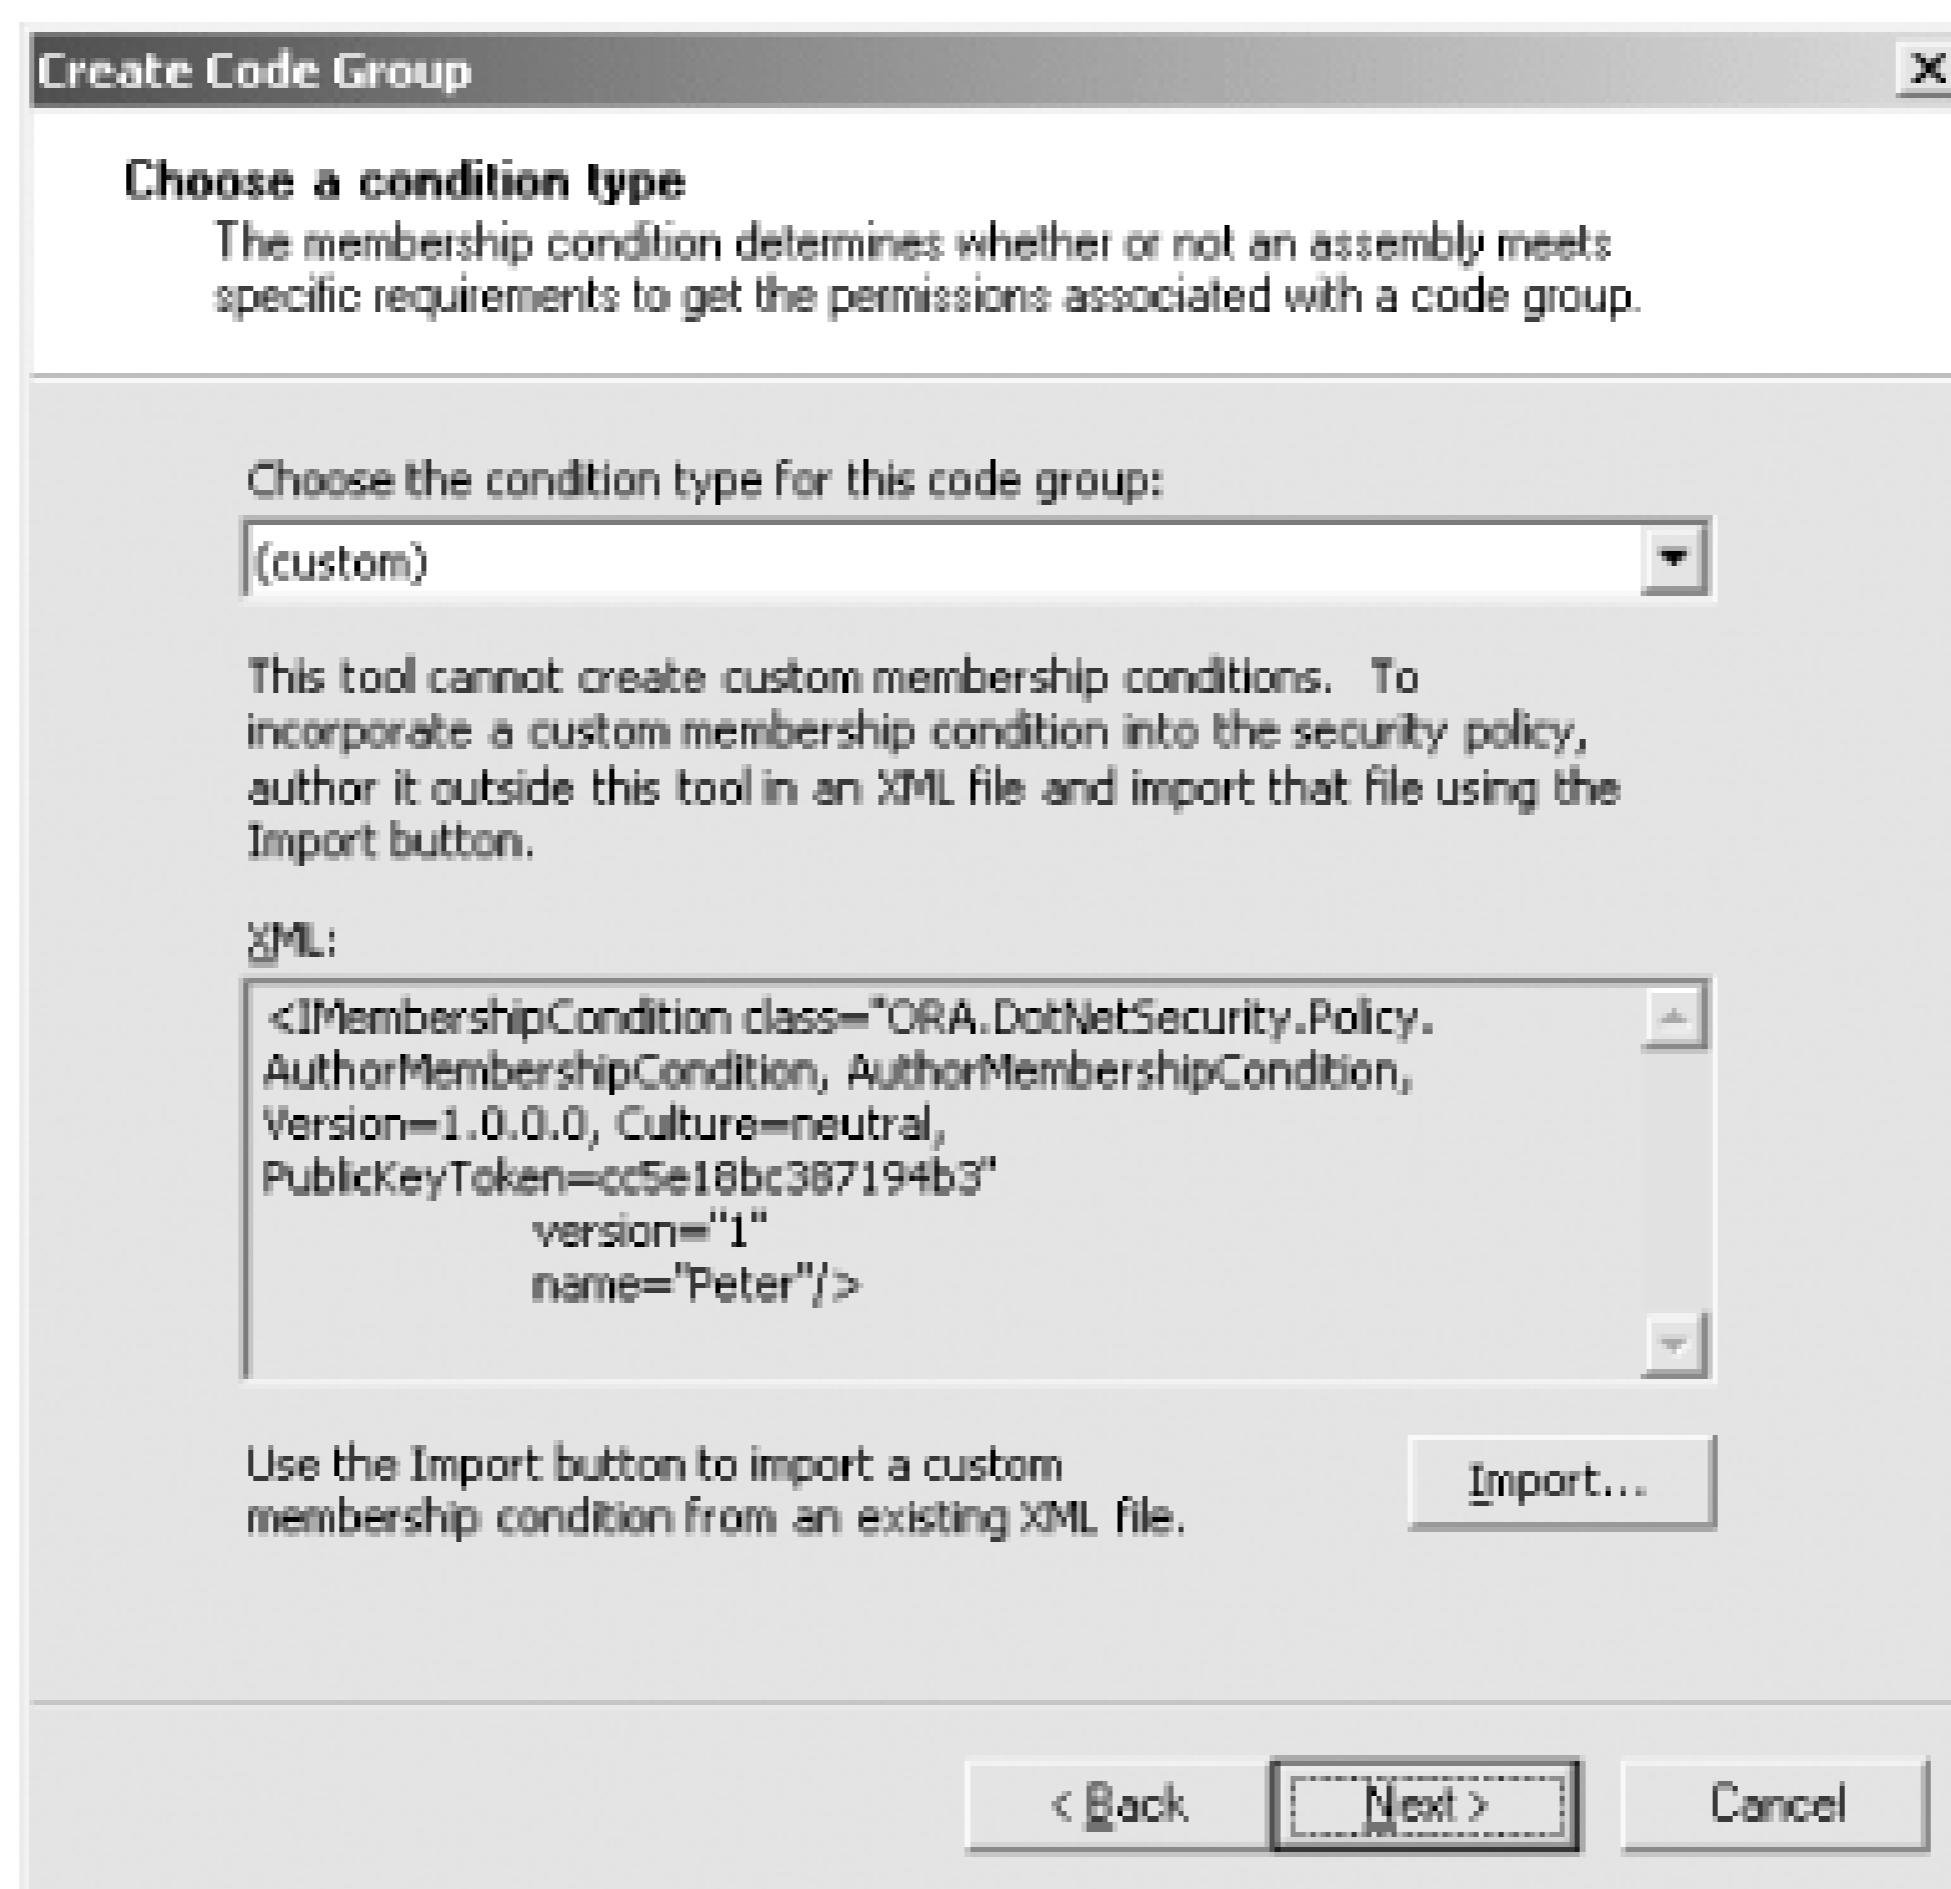 Create Code Group
Choose a condition type
The membership condition determines whether or not an assembly meets
specific requirements to get the permissions associated with a code group.
Choose the condition type for this code group:
(custom)
This tool cannot create custom membership conditions.   To
incorporate a custom membership condition into the security policy,
author it outside this tool in an XML file and import that file using the
Import button.
XML:
<IMembershipCondition class="ORA.DotNetSecurity.Policy.
AuthorMembershipCondition, AuthorMembershipCondition,
Version=1.0.0.0, Culture=neutral,
PublicKeyToken=cc5e18bc387194b3"
version="1"
name="Peter"/>
Use the Import button to import a custom
membership condition from an existing XML file.
Import...
< Back
Next >
Cancel